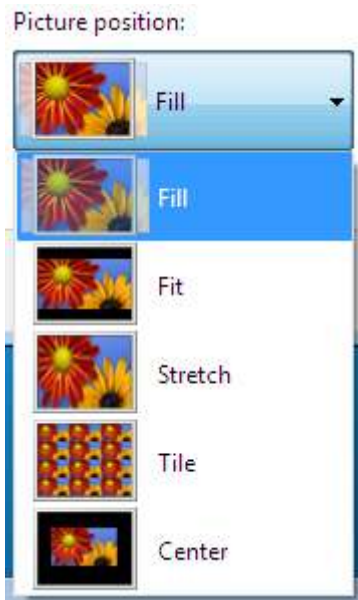 Picture position:
Fill
Fill
Fit
Stretch
Tile
Center